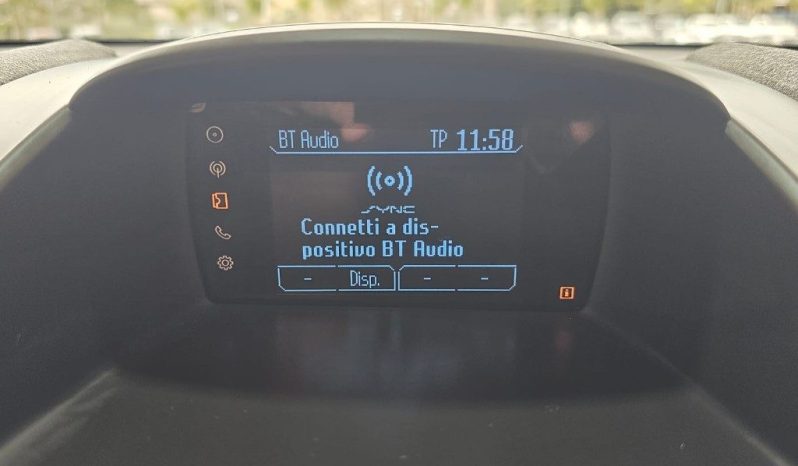 BT Audio TP 11:58
SYNC
Connetti a dis-
positivo BT Audio
- Disp. - -